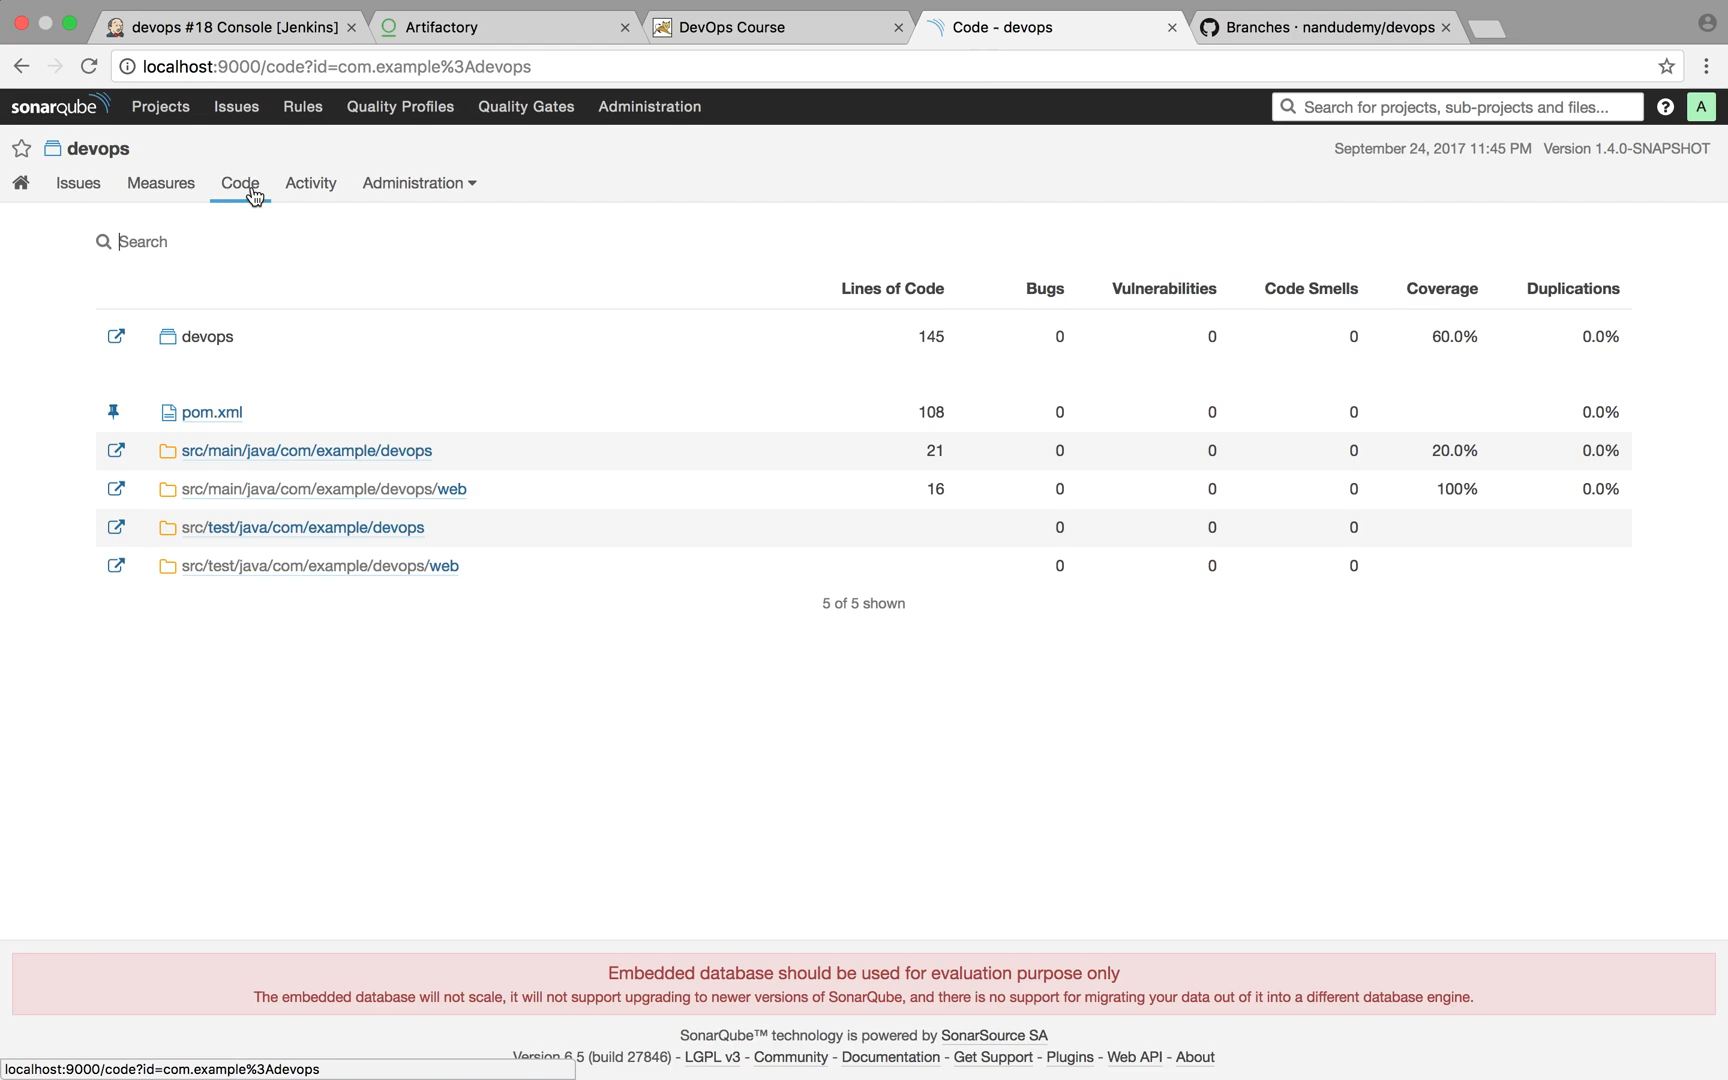 devops #18 Console [Jenkins] Artifactory DevOps Course Code - devops Branches · nandudemy/devops
localhost:9000/code?id=com.example%3Adevops
sonarqube Projects Issues Rules Quality Profiles Quality Gates Administration Search for projects, sub-projects and files... ? A
devops September 24, 2017 11:45 PM Version 1.4.0-SNAPSHOT
Issues Measures Code Activity Administration
Search
Lines of Code Bugs Vulnerabilities Code Smells Coverage Duplications
devops 145 0 0 0 60.0% 0.0%
pom.xml 108 0 0 0 0.0%
src/main/java/com/example/devops 21 0 0 0 20.0% 0.0%
src/main/java/com/example/devops/web 16 0 0 0 100% 0.0%
src/test/java/com/example/devops 0 0 0
src/test/java/com/example/devops/web 0 0 0
5 of 5 shown
Embedded database should be used for evaluation purpose only
The embedded database will not scale, it will not support upgrading to newer versions of SonarQube, and there is no support for migrating your data out of it into a different database engine.
SonarQube™ technology is powered by SonarSource SA
Version 6.5 (build 27846) - LGPL v3 - Community - Documentation - Get Support - Plugins - Web API - About
localhost:9000/code?id=com.example%3Adevops